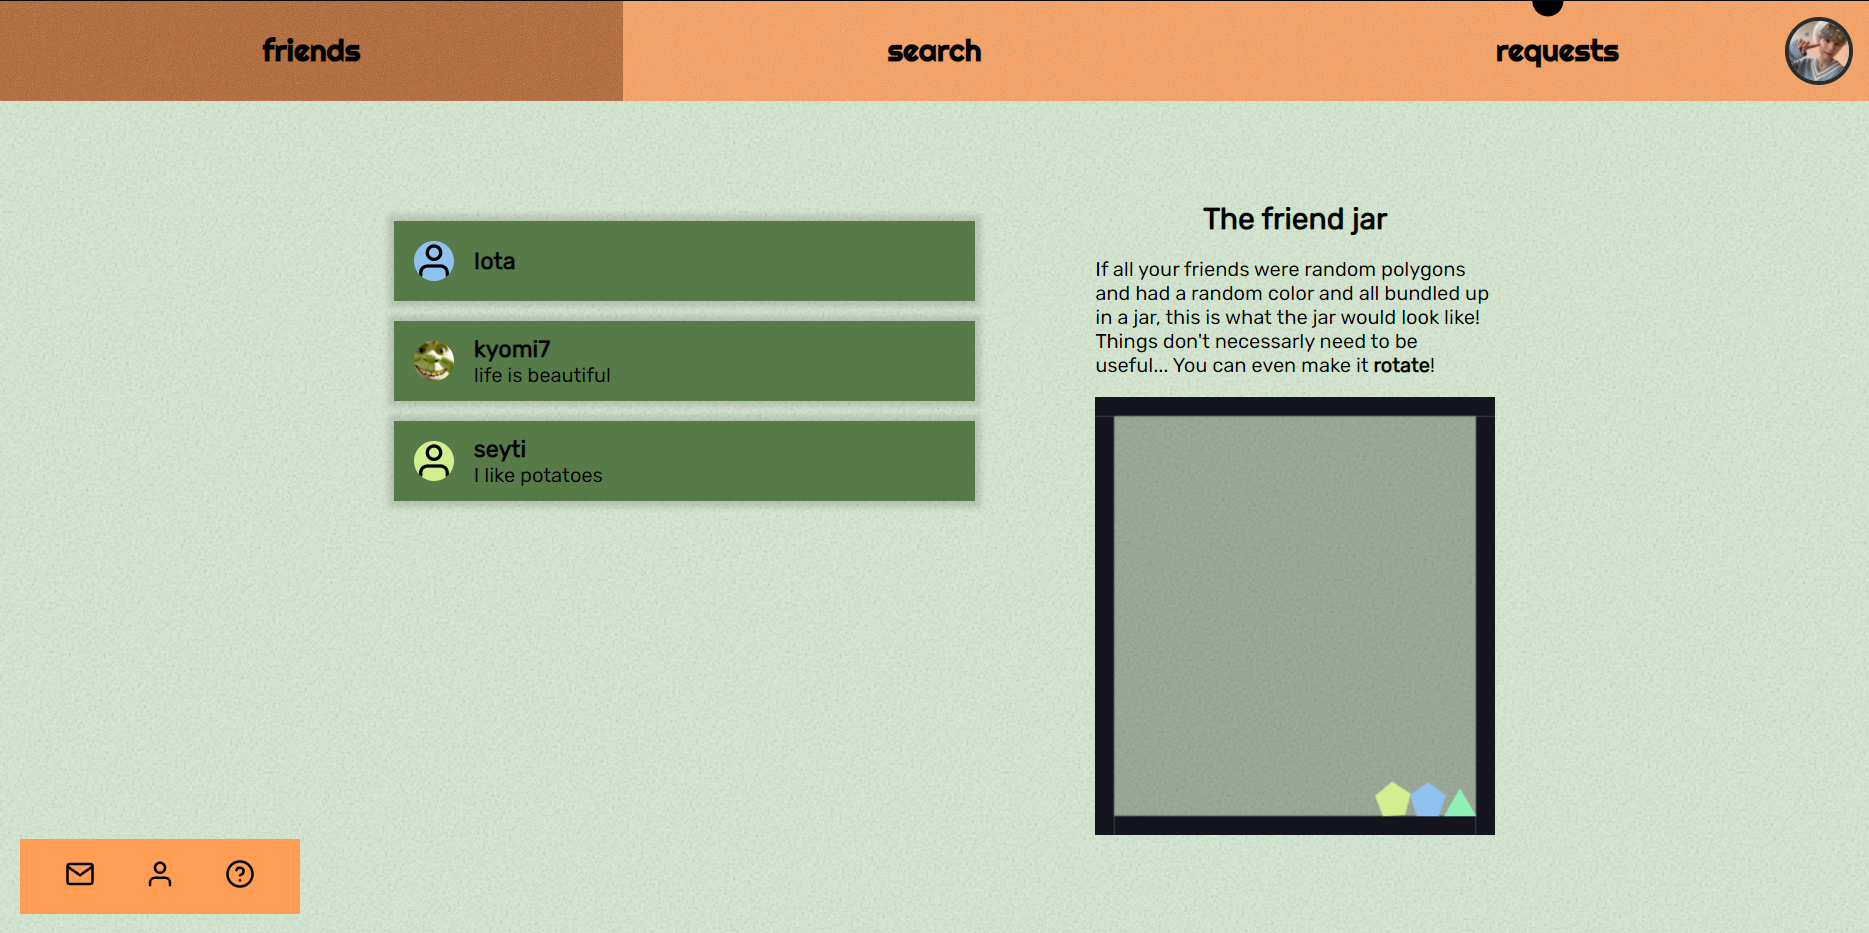 friends
search
requests
Iota
kyomi7
life is beautiful
seyti
I like potatoes
The friend jar
If all your friends were random polygons
and had a random color and all bundled up
in a jar, this is what the jar would look like!
Things don't necessarly need to be
useful... You can even make it rotate!